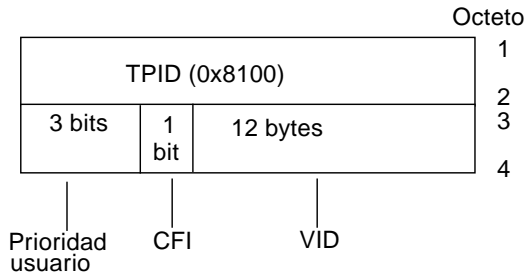 Octeto
1
TPID (0x8100)
2
3 bits
1
bit
12 bytes
3
4
Prioridad
usuario
CFI
VID